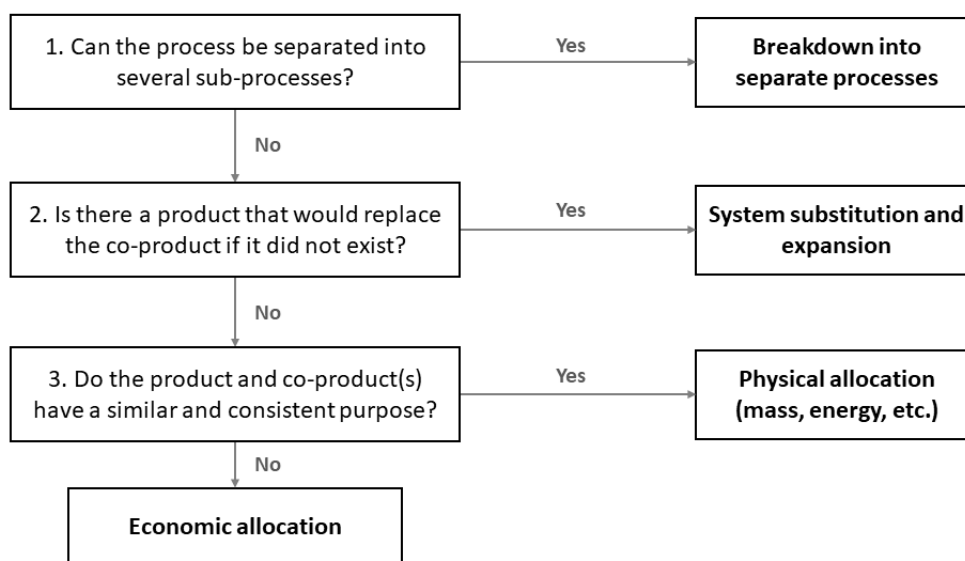 1. Can the process be separated into
several sub-processes?
Yes
Breakdown into
separate processes
No
2. Is there a product that would replace
the co-product if it did not exist?
Yes
System substitution and
expansion
No
3. Do the product and co-product(s)
have a similar and consistent purpose?
Yes
Physical allocation
(mass, energy, etc.)
No
Economic allocation